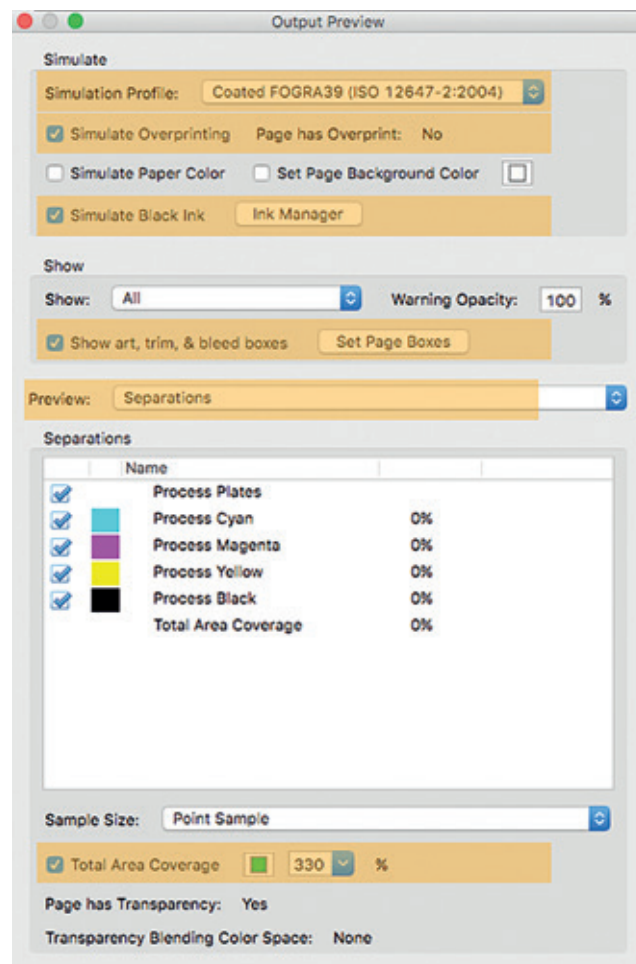 Output Preview
Simulate
Simulation Profile: Coated FOGRA39 (ISO 12647-2:2004)
Simulate Overprinting Page has Overprint: No
Simulate Paper Color Set Page Background Color
Simulate Black Ink Ink Manager
Show
Show: All Warning Opacity: 100 %
Show art, trim, & bleed boxes Set Page Boxes
Preview: Separations
Separations
Name
Process Plates
Process Cyan 0%
Process Magenta 0%
Process Yellow 0%
Process Black 0%
Total Area Coverage 0%
Sample Size: Point Sample
Total Area Coverage 330 %
Page has Transparency: Yes
Transparency Blending Color Space: None